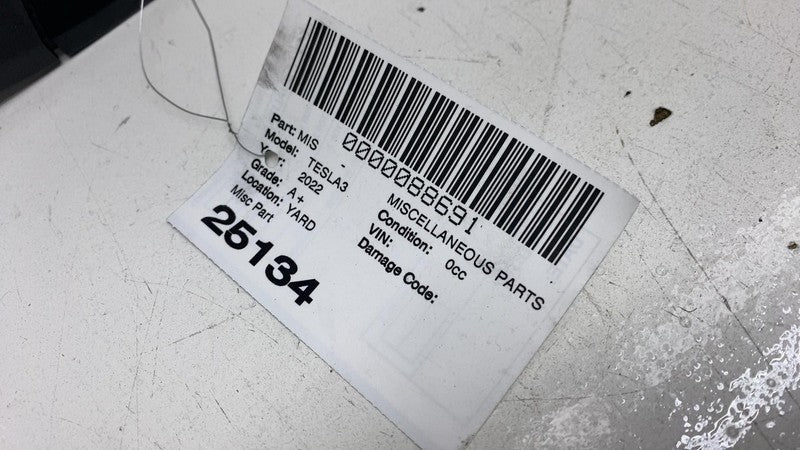 0000088691
Part: MIS - MISCELLANEOUS PARTS
Model: TESLA3
Condition: 0cc
Year: 2022
VIN:
Grade: A+
Damage Code:
Location: YARD
Misc Part
25134